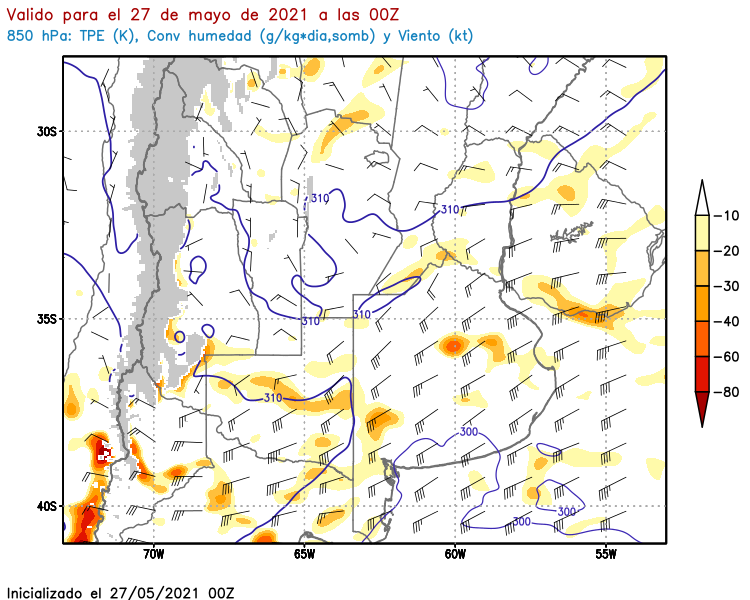 Valido para el 27 de mayo de 2021 a las 00Z
850 hPa: TPE (K), Conv humedad (g/kg*dia,somb) y Viento (kt)
30S
35S
40S
70W
65W
60W
55W
310
310
310
310
310
300
300
300
-10
-20
-30
-40
-60
-80
Inicializado el 27/05/2021 00Z